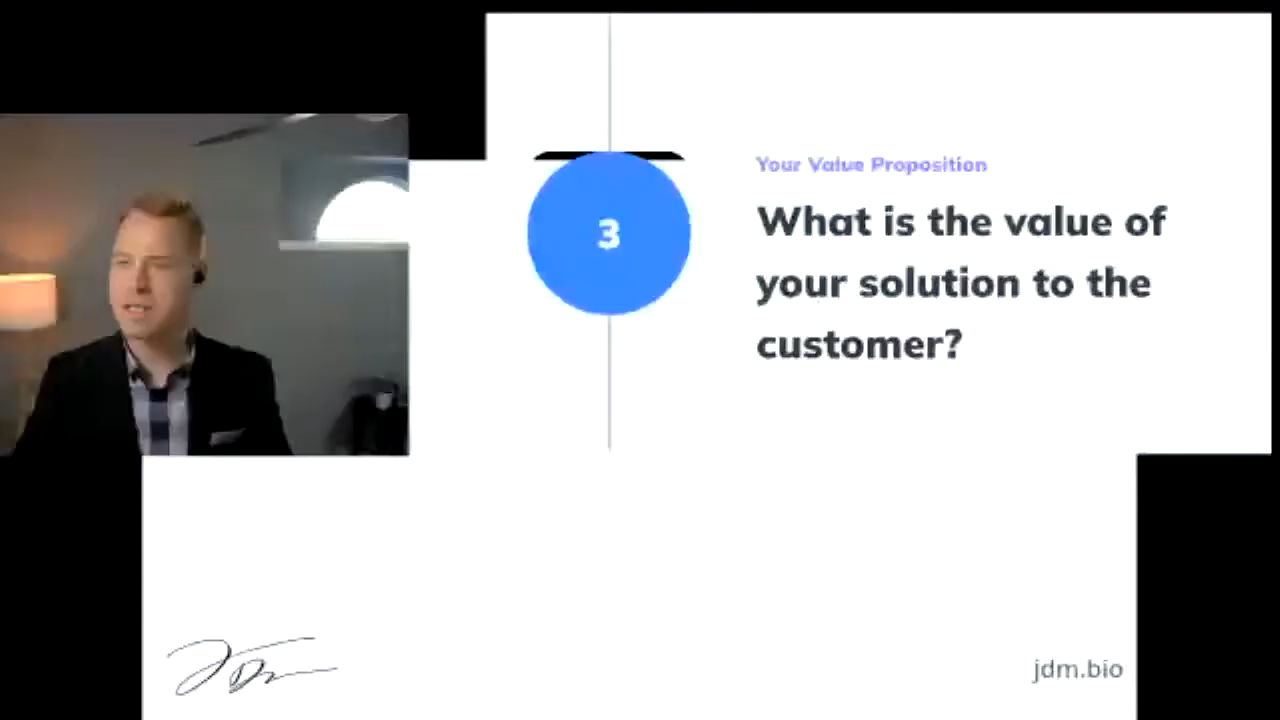 3
Your Value Proposition
What is the value of
your solution to the
customer?
jdm.bio